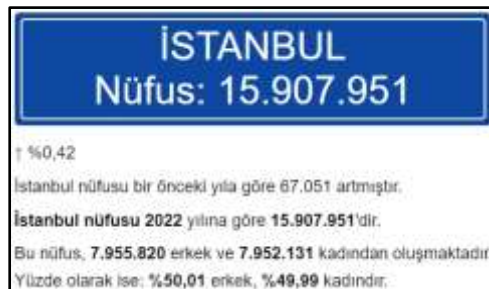 İSTANBUL
Nüfus: 15.907.951
↑ %0,42
İstanbul nüfusu bir önceki yıla göre 67.051 artmıştır.
İstanbul nüfusu 2022 yılına göre 15.907.951'dir.
Bu nüfus, 7.955.820 erkek ve 7.952.131 kadından oluşmaktadır
Yüzde olarak ise: %50,01 erkek, %49,99 kadındır.